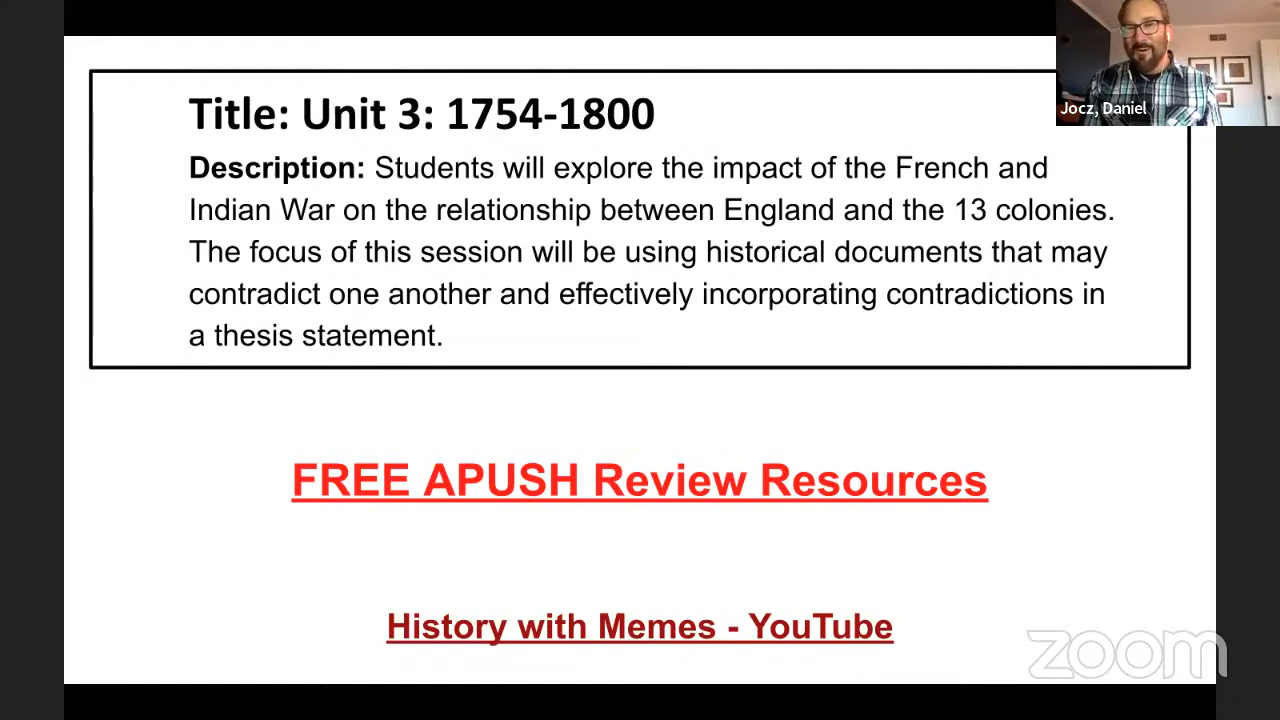 Title: Unit 3: 1754-1800
Description: Students will explore the impact of the French and
Indian War on the relationship between England and the 13 colonies.
The focus of this session will be using historical documents that may
contradict one another and effectively incorporating contradictions in
a thesis statement.
Jocz, Daniel
FREE APUSH Review Resources
History with Memes - YouTube
zoom